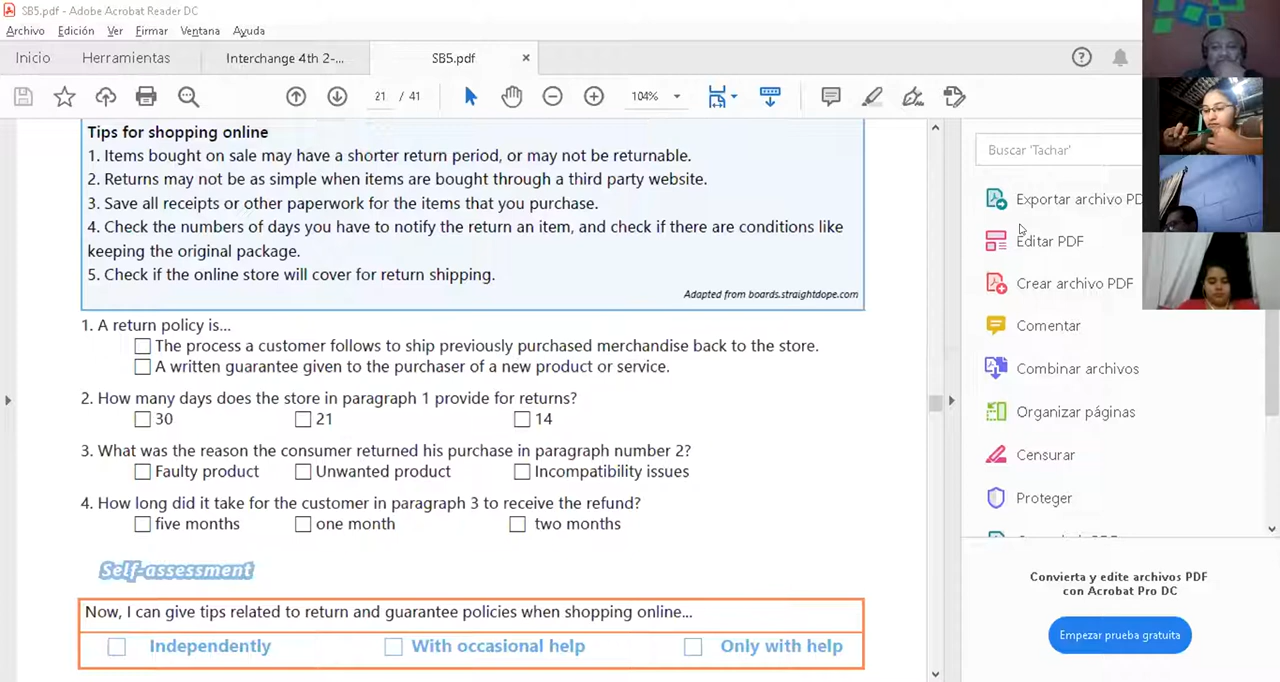 SB5.pdf - Adobe Acrobat Reader DC
Archivo Edición Ver Firmar Ventana Ayuda
Inicio Herramientas Interchange 4th 2-... SB5.pdf ×
21 / 41 104%
Tips for shopping online
1. Items bought on sale may have a shorter return period, or may not be returnable.
2. Returns may not be as simple when items are bought through a third party website.
3. Save all receipts or other paperwork for the items that you purchase.
4. Check the numbers of days you have to notify the return an item, and check if there are conditions like
keeping the original package.
5. Check if the online store will cover for return shipping.
Adapted from boards.straightdope.com
1. A return policy is...
The process a customer follows to ship previously purchased merchandise back to the store.
A written guarantee given to the purchaser of a new product or service.
2. How many days does the store in paragraph 1 provide for returns?
30 21 14
3. What was the reason the consumer returned his purchase in paragraph number 2?
Faulty product Unwanted product Incompatibility issues
4. How long did it take for the customer in paragraph 3 to receive the refund?
five months one month two months
Self-assessment
Now, I can give tips related to return and guarantee policies when shopping online...
Independently With occasional help Only with help
Buscar 'Tachar'
Exportar archivo PD
Editar PDF
Crear archivo PDF
Comentar
Combinar archivos
Organizar páginas
Censurar
Proteger
Convierta y edite archivos PDF
con Acrobat Pro DC
Empezar prueba gratuita